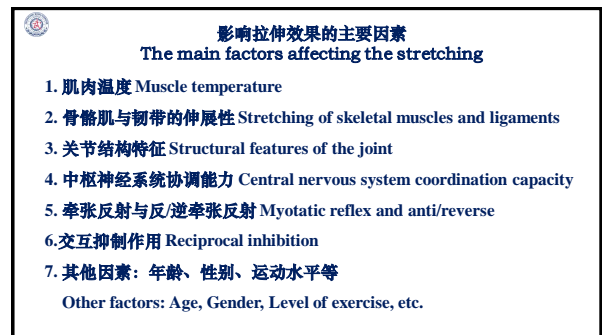 影响拉伸效果的主要因素
The main factors affecting the stretching
1. 肌肉温度 Muscle temperature
2. 骨骼肌与韧带的伸展性 Stretching of skeletal muscles and ligaments
3. 关节结构特征 Structural features of the joint
4. 中枢神经系统协调能力 Central nervous system coordination capacity
5. 牵张反射与反/逆牵张反射 Myotatic reflex and anti/reverse
6.交互抑制作用 Reciprocal inhibition
7. 其他因素：年龄、性别、运动水平等
Other factors: Age, Gender, Level of exercise, etc.